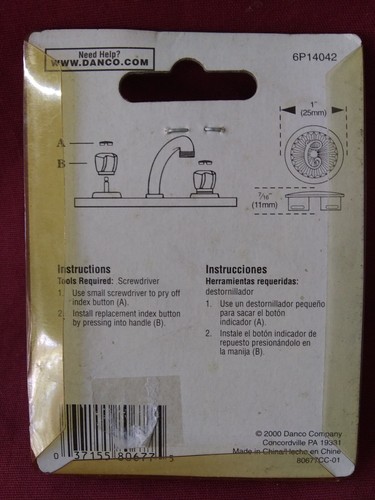 Need Help?
WWW.DANCO.COM
6P14042
1"
(25mm)
A
B
7/16"
(11mm)
Instructions
Tools Required: Screwdriver
1. Use small screwdriver to pry off
index button (A).
2. Install replacement index button
by pressing into handle (B).
Instrucciones
Herramientas requeridas:
destornillador
1. Use un destornillador pequeño
para sacar el botón
indicador (A).
2. Instale el botón indicador de
repuesto presionándolo en
la manija (B).
0 37155 80677 3
© 2000 Danco Company
Concordville PA 19331
Made in China/Hecho en Chine
80677CC-01